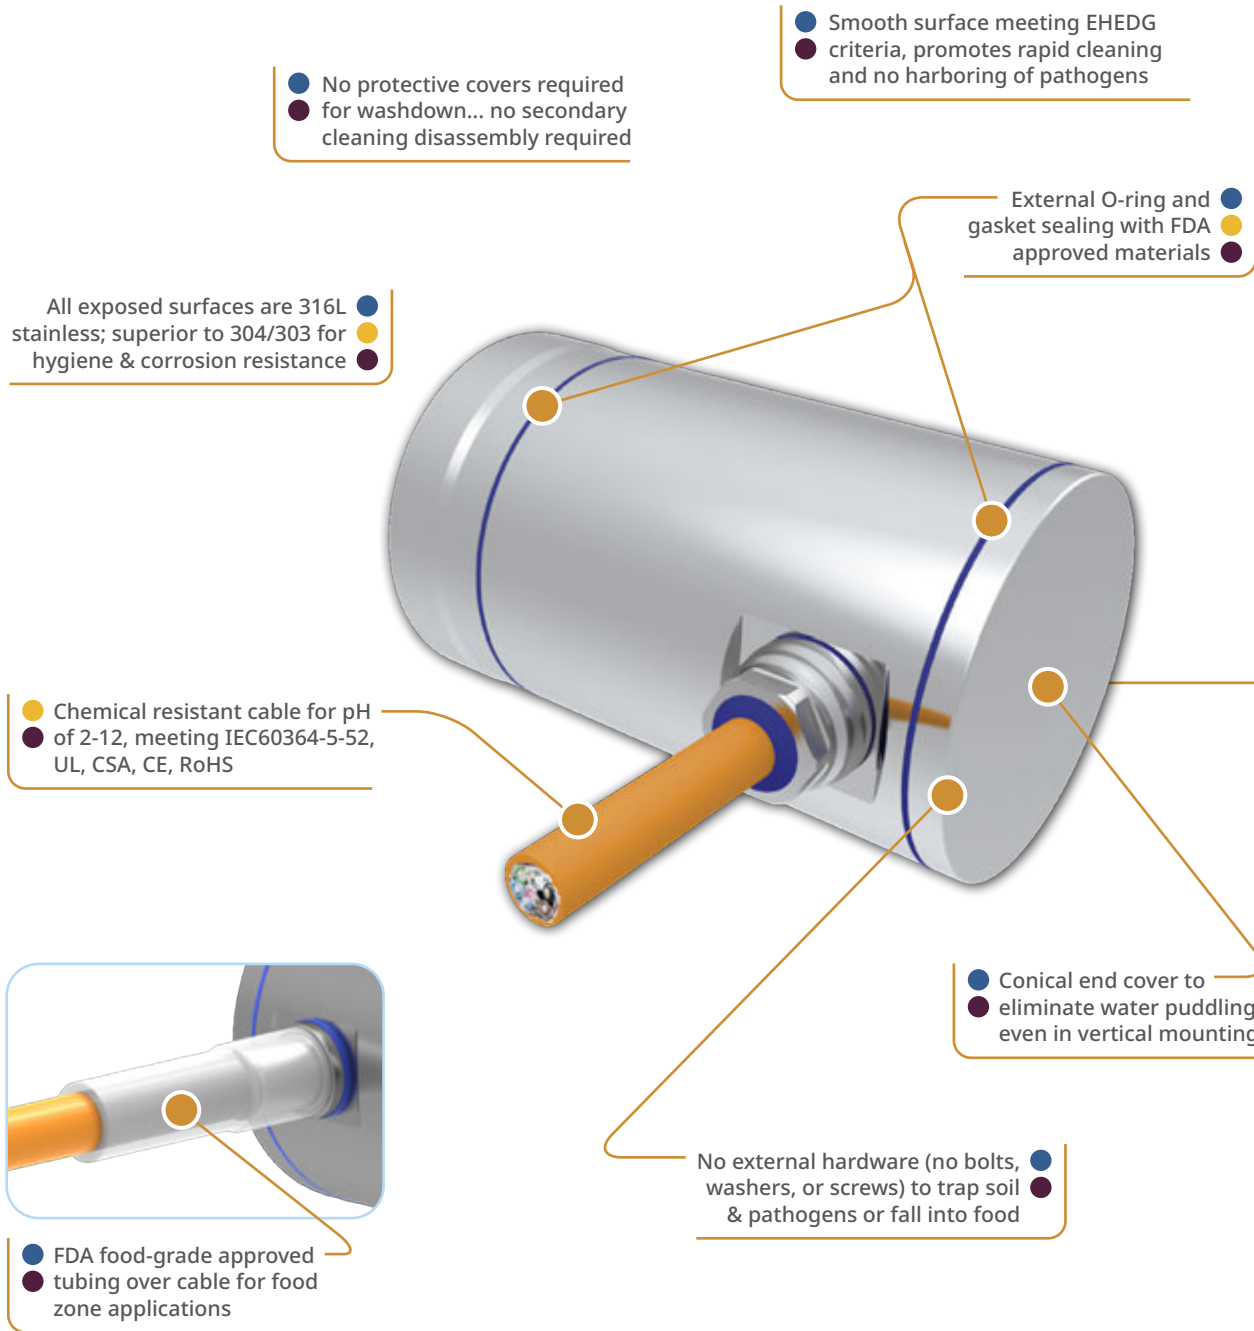 Smooth surface meeting EHEDG
criteria, promotes rapid cleaning
and no harboring of pathogens
No protective covers required
for washdown... no secondary
cleaning disassembly required
External O-ring and
gasket sealing with FDA
approved materials
All exposed surfaces are 316L
stainless; superior to 304/303 for
hygiene & corrosion resistance
Chemical resistant cable for pH
of 2-12, meeting IEC60364-5-52,
UL, CSA, CE, RoHS
Conical end cover to
eliminate water puddling
even in vertical mounting
No external hardware (no bolts,
washers, or screws) to trap soil
& pathogens or fall into food
FDA food-grade approved
tubing over cable for food
zone applications